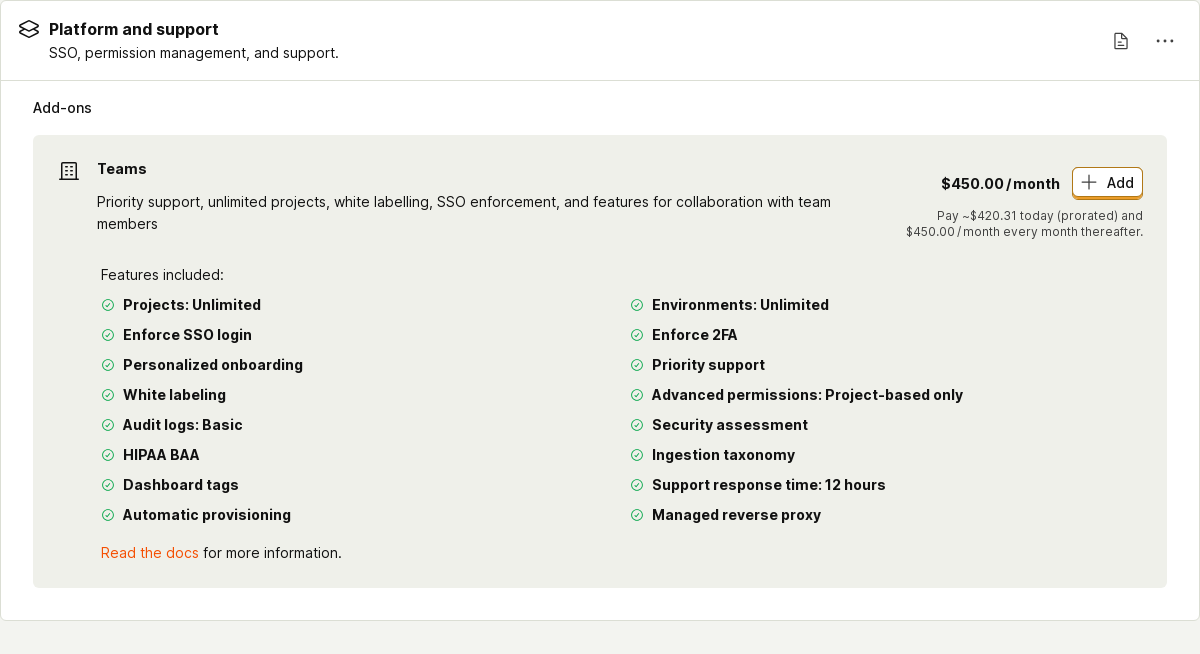 Platform and support
SSO, permission management, and support.
Add-ons
Teams
Priority support, unlimited projects, white labelling, SSO enforcement, and features for collaboration with team
members
$450.00/month
Add
Pay ~$420.31 today (prorated) and
$450.00/month every month thereafter.
Features included:
Projects: Unlimited
Environments: Unlimited
Enforce SSO login
Enforce 2FA
Personalized onboarding
Priority support
White labeling
Advanced permissions: Project-based only
Audit logs: Basic
Security assessment
HIPAA BAA
Ingestion taxonomy
Dashboard tags
Support response time: 12 hours
Automatic provisioning
Managed reverse proxy
Read the docs for more information.